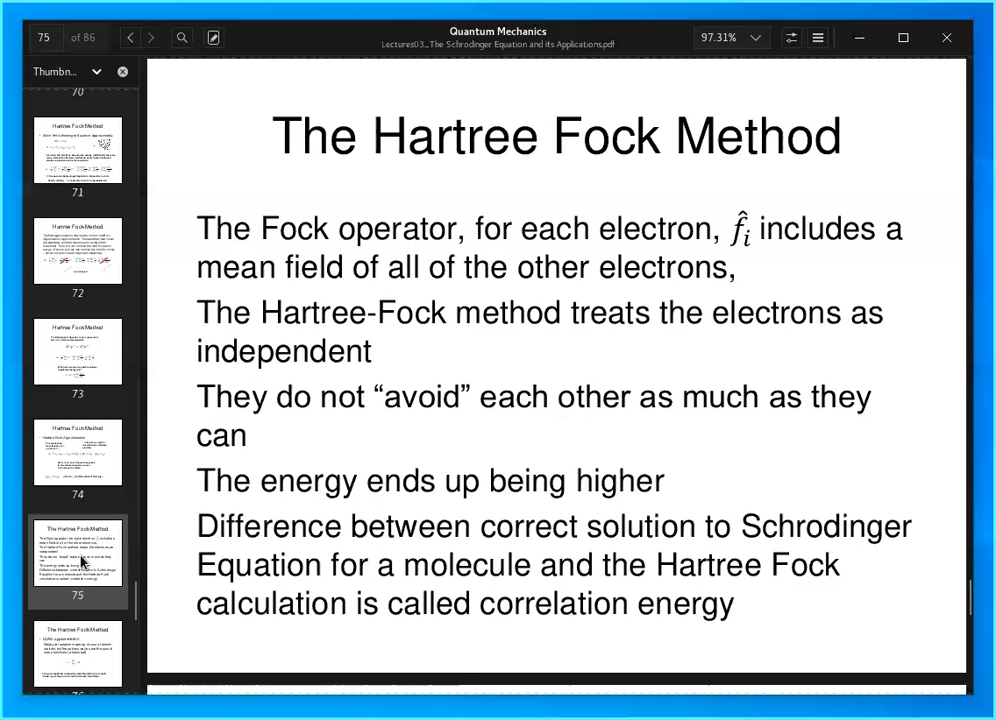 75 of 86
Quantum Mechanics
Lectures03_The Schrodinger Equation and its Applications.pdf
97.31%
Thumbn...
70
Hartree Fock Method
71
Hartree Fock Method
72
Hartree Fock Method
73
Hartree Fock Method
74
The Hartree Fock Method
75
The Hartree Fock Method
76
The Hartree Fock Method
The Fock operator, for each electron, f̂ᵢ includes a
mean field of all of the other electrons,
The Hartree-Fock method treats the electrons as
independent
They do not “avoid” each other as much as they
can
The energy ends up being higher
Difference between correct solution to Schrodinger
Equation for a molecule and the Hartree Fock
calculation is called correlation energy